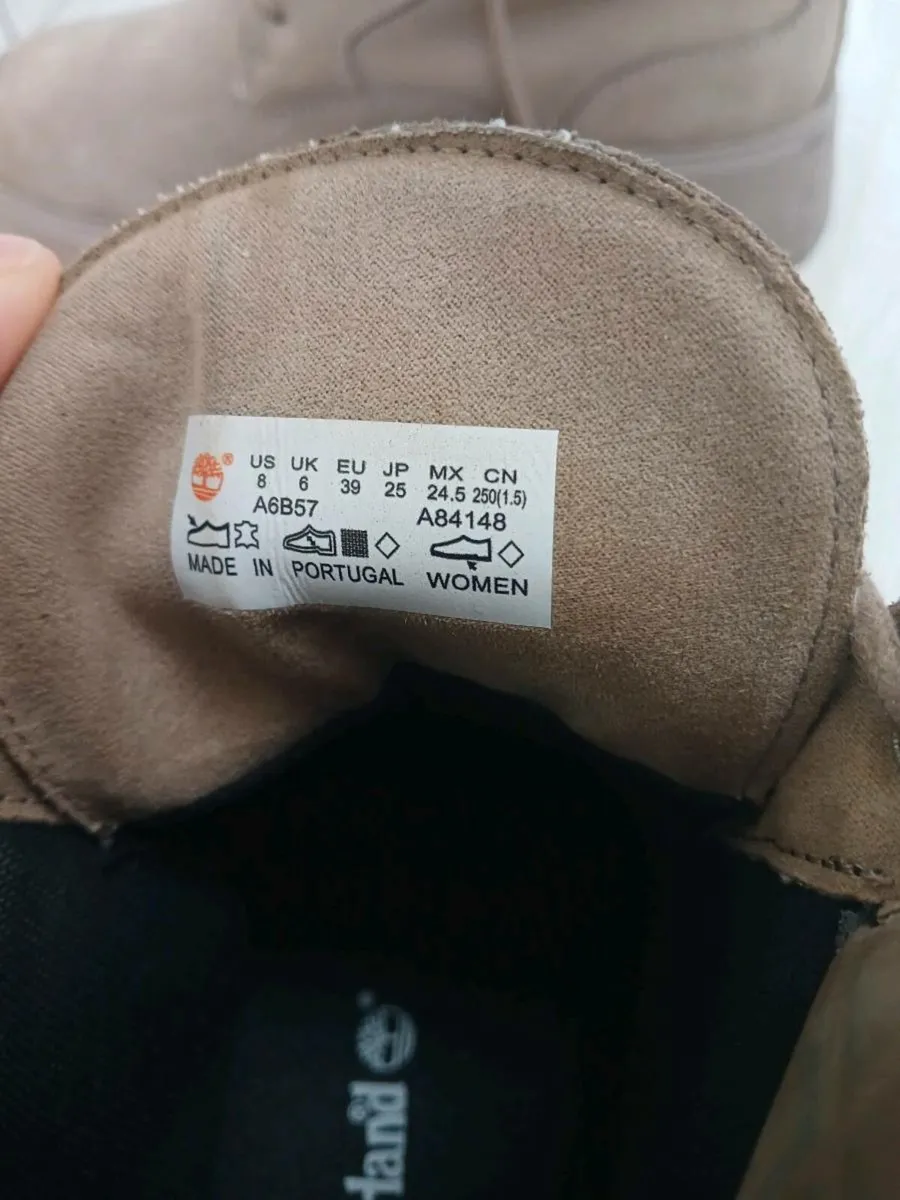 ® US UK EU JP MX CN
8 6 39 25 24.5 250(1.5)
A6B57 A84148
MADE IN PORTUGAL WOMEN
rland